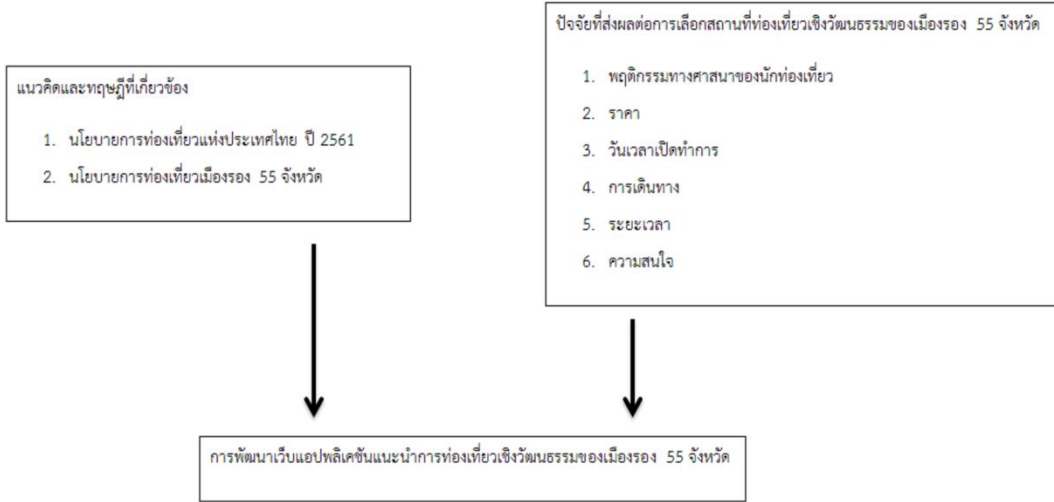 แนวคิดและทฤษฎีที่เกี่ยวข้อง
1. นโยบายการท่องเที่ยวแห่งประเทศไทย ปี 2561
2. นโยบายการท่องเที่ยวเมืองรอง 55 จังหวัด
ปัจจัยที่ส่งผลต่อการเลือกสถานที่ท่องเที่ยวเชิงวัฒนธรรมของเมืองรอง 55 จังหวัด
1. พฤติกรรมทางศาสนาของนักท่องเที่ยว
2. ราคา
3. วันเวลาเปิดทำการ
4. การเดินทาง
5. ระยะเวลา
6. ความสนใจ
การพัฒนาเว็บแอปพลิเคชันแนะนำการท่องเที่ยวเชิงวัฒนธรรมของเมืองรอง 55 จังหวัด